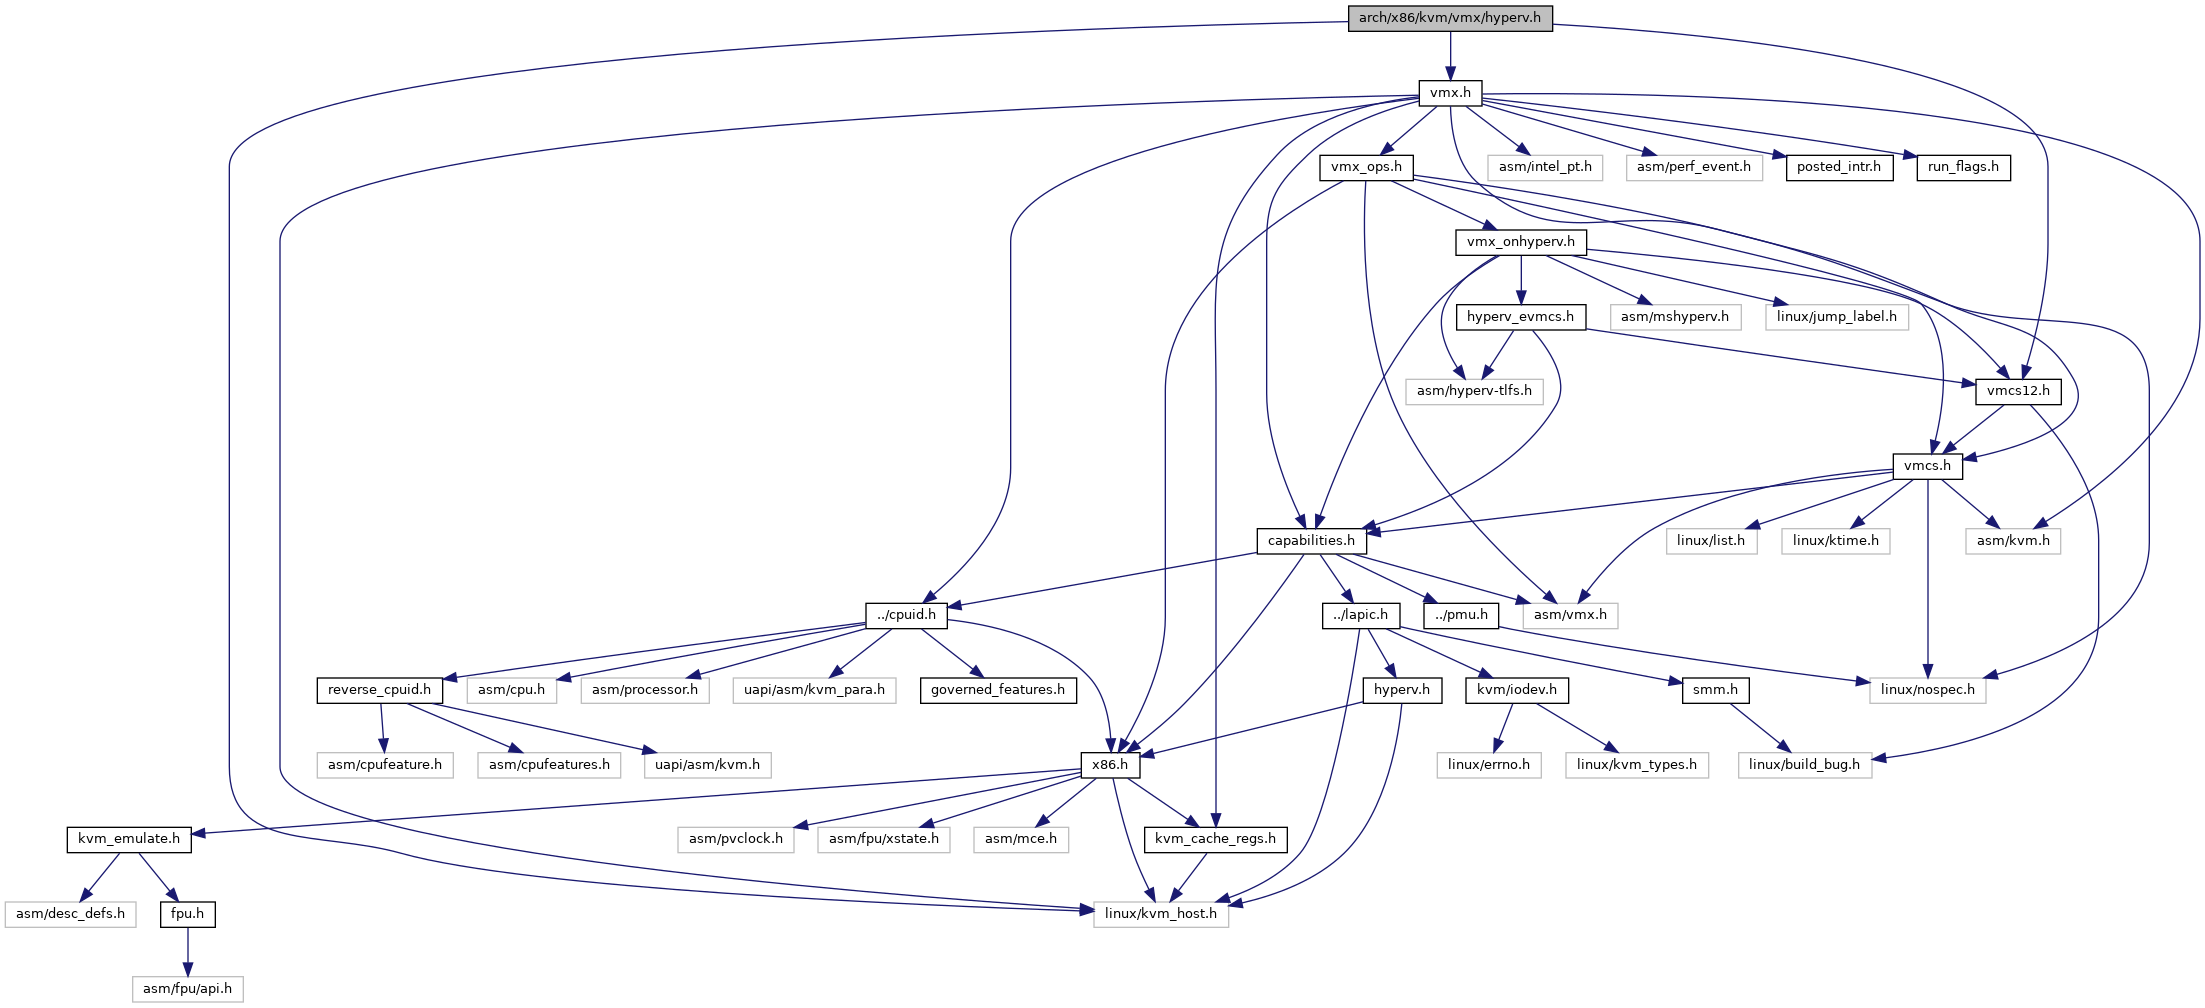 arch/x86/kvm/vmx/hyperv.h
vmx.h
vmx_ops.h
asm/intel_pt.h
asm/perf_event.h
posted_intr.h
run_flags.h
vmx_onhyperv.h
hyperv_evmcs.h
asm/mshyperv.h
linux/jump_label.h
asm/hyperv-tlfs.h
vmcs12.h
vmcs.h
capabilities.h
linux/list.h
linux/ktime.h
asm/kvm.h
../cpuid.h
../lapic.h
../pmu.h
asm/vmx.h
reverse_cpuid.h
asm/cpu.h
asm/processor.h
uapi/asm/kvm_para.h
governed_features.h
hyperv.h
kvm/iodev.h
smm.h
linux/nospec.h
asm/cpufeature.h
asm/cpufeatures.h
uapi/asm/kvm.h
x86.h
linux/errno.h
linux/kvm_types.h
linux/build_bug.h
kvm_emulate.h
asm/pvclock.h
asm/fpu/xstate.h
asm/mce.h
kvm_cache_regs.h
asm/desc_defs.h
fpu.h
linux/kvm_host.h
asm/fpu/api.h